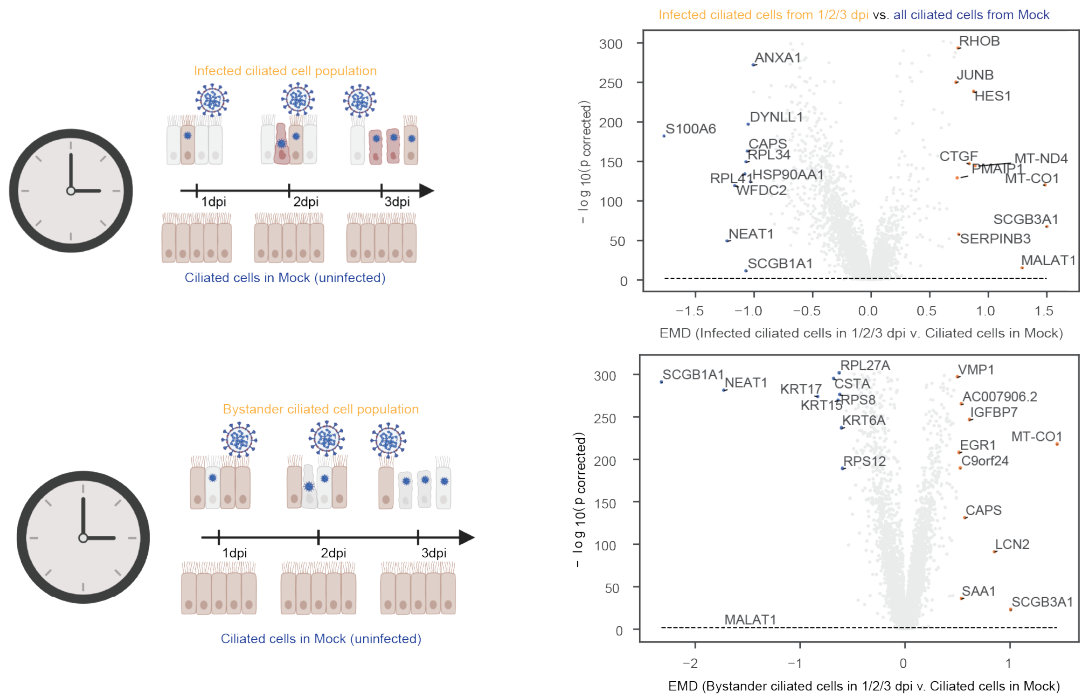 Infected ciliated cells from 1/2/3 dpi vs. all ciliated cells from Mock
Infected ciliated cell population
1dpi
2dpi
3dpi
Ciliated cells in Mock (uninfected)
− log 10(p corrected)
300
250
200
150
100
50
0
RHOB
ANXA1
JUNB
HES1
DYNLL1
S100A6
CAPS
RPL34
CTGF
MT-ND4
PMAIP1
HSP90AA1
RPL41
MT-CO1
WFDC2
SCGB3A1
NEAT1
SERPINB3
SCGB1A1
MALAT1
−1.5
−1.0
−0.5
0.0
0.5
1.0
1.5
EMD (Infected ciliated cells in 1/2/3 dpi v. Ciliated cells in Mock)
Bystander ciliated cell population
1dpi
2dpi
3dpi
Ciliated cells in Mock (uninfected)
− log 10(p corrected)
300
250
200
150
100
50
0
RPL27A
VMP1
SCGB1A1
NEAT1
KRT17
CSTA
AC007906.2
KRT15
RPS8
IGFBP7
KRT6A
MT-CO1
EGR1
RPS12
C9orf24
CAPS
LCN2
SAA1
SCGB3A1
MALAT1
−2
−1
0
1
EMD (Bystander ciliated cells in 1/2/3 dpi v. Ciliated cells in Mock)